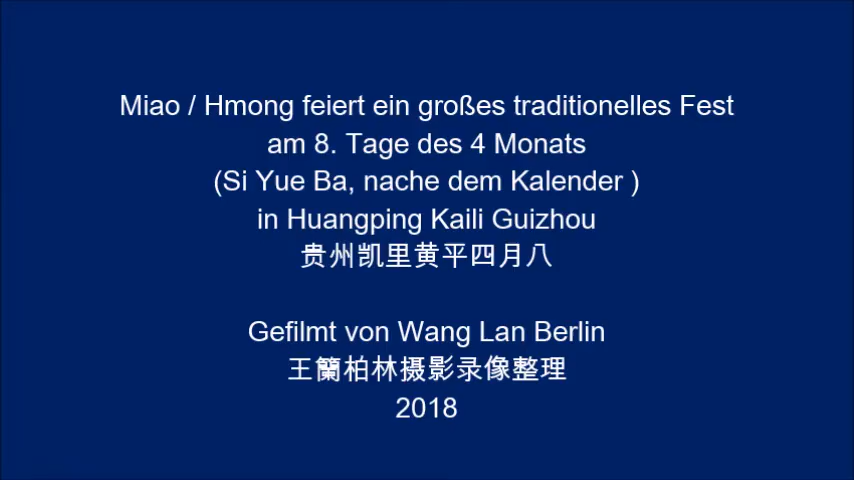 Miao / Hmong feiert ein großes traditionelles Fest
am 8. Tage des 4 Monats
(Si Yue Ba, nache dem Kalender )
in Huangping Kaili Guizhou
贵州凯里黄平四月八
Gefilmt von Wang Lan Berlin
王蘭柏林摄影录像整理
2018